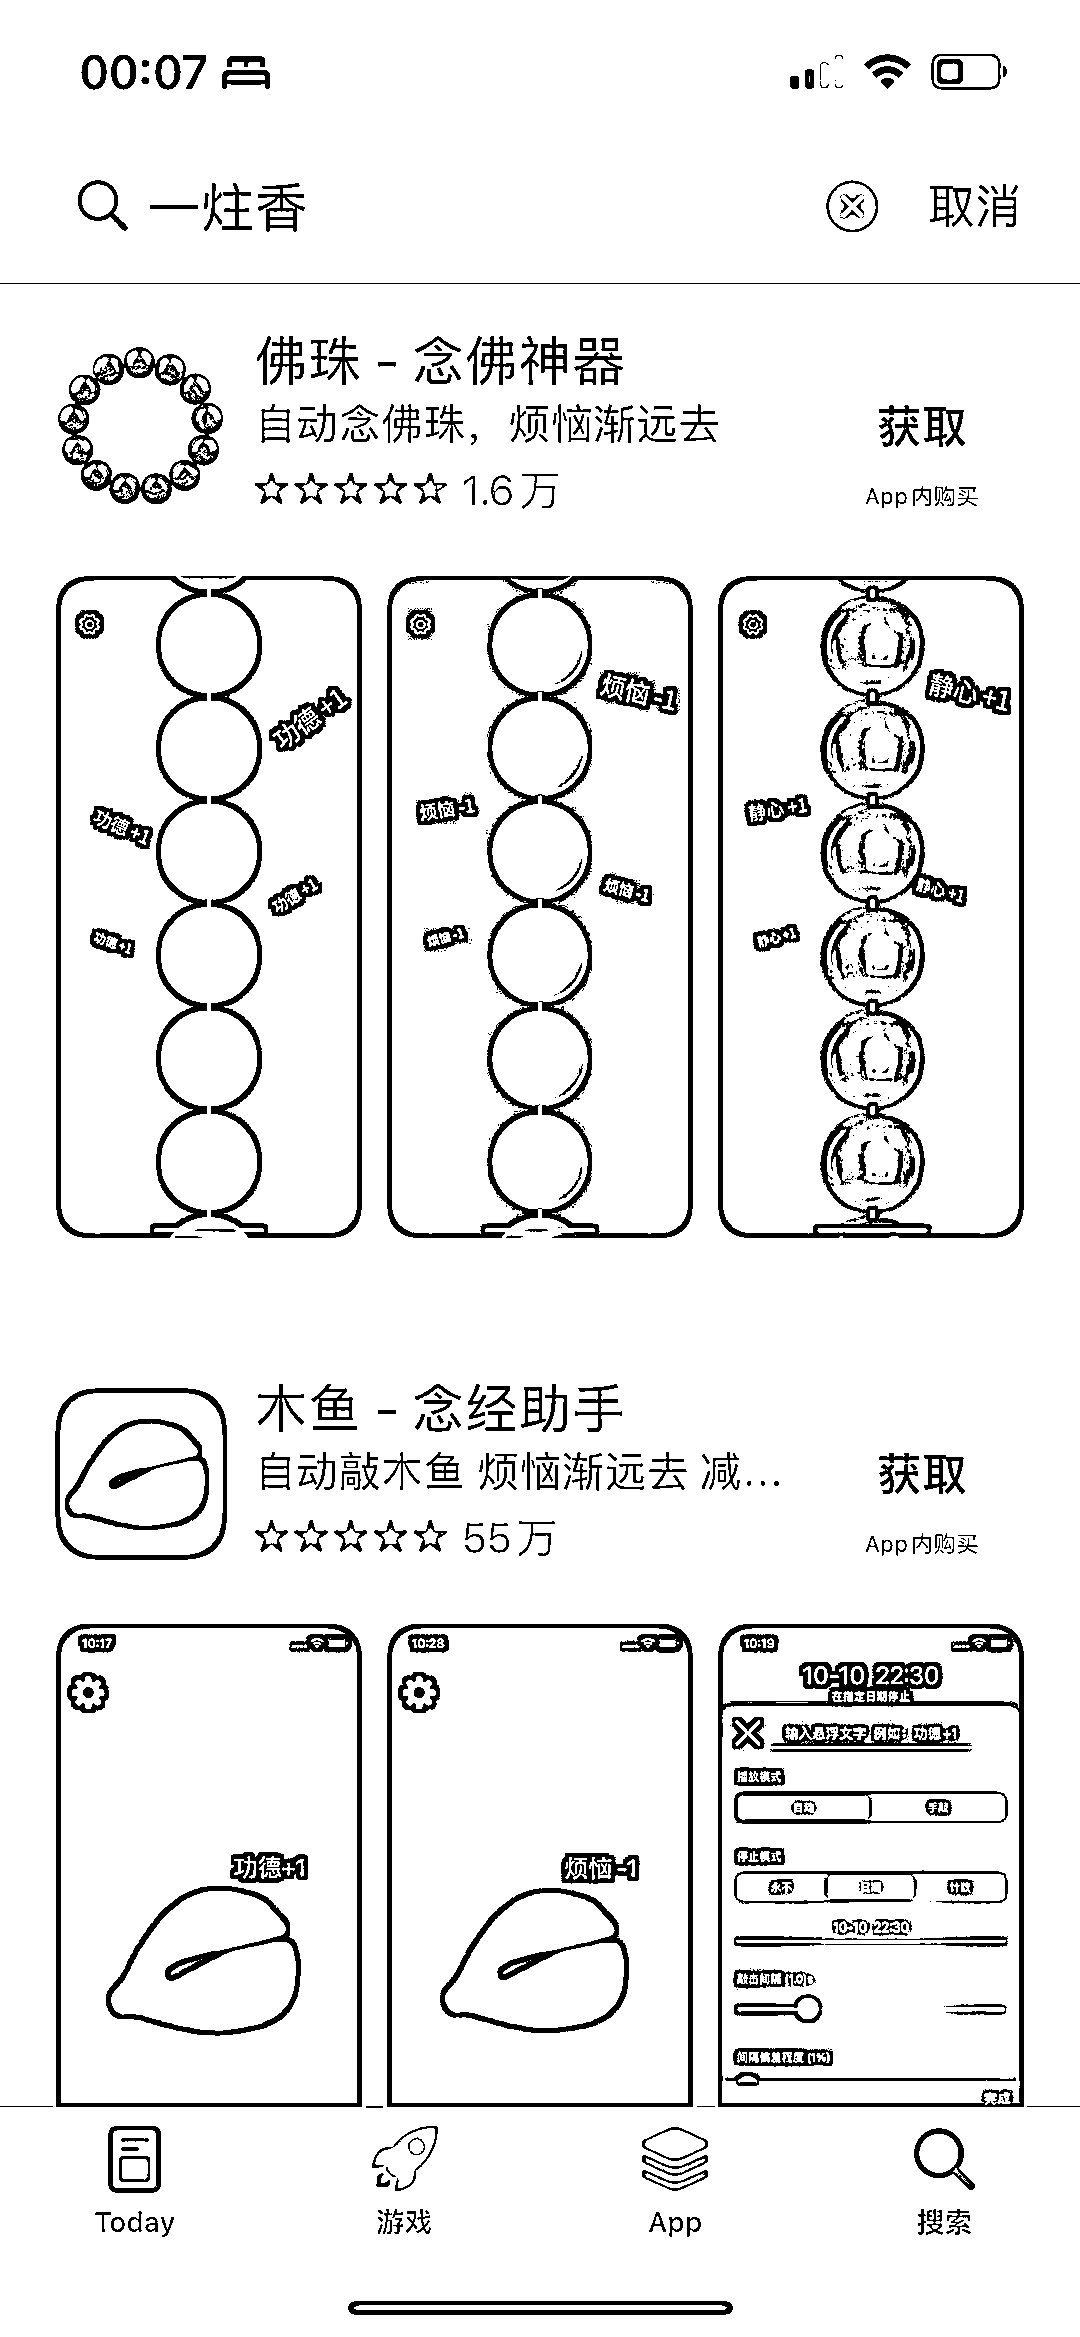 00:07
一炷香
取消
佛珠 - 念佛神器
自动念佛珠，烦恼渐远去
获取
1.6万
App内购买
功德+1
功德+1
功德+1
功德+1
烦恼-1
烦恼-1
烦恼-1
烦恼-1
静心+1
静心+1
静心+1
静心+1
木鱼 - 念经助手
自动敲木鱼 烦恼渐远去 减...
获取
55万
App内购买
10:17
功德+1
10:28
烦恼-1
10:19
10-10 22:30
在指定日期停止
输入悬浮文字 例如：功德+1
播放模式
自动
手敲
停止模式
永不
日期
计数
10-10 22:30
敲击间隔 (1.0)
间隔偏差程度 (1%)
完成
Today
游戏
App
搜索